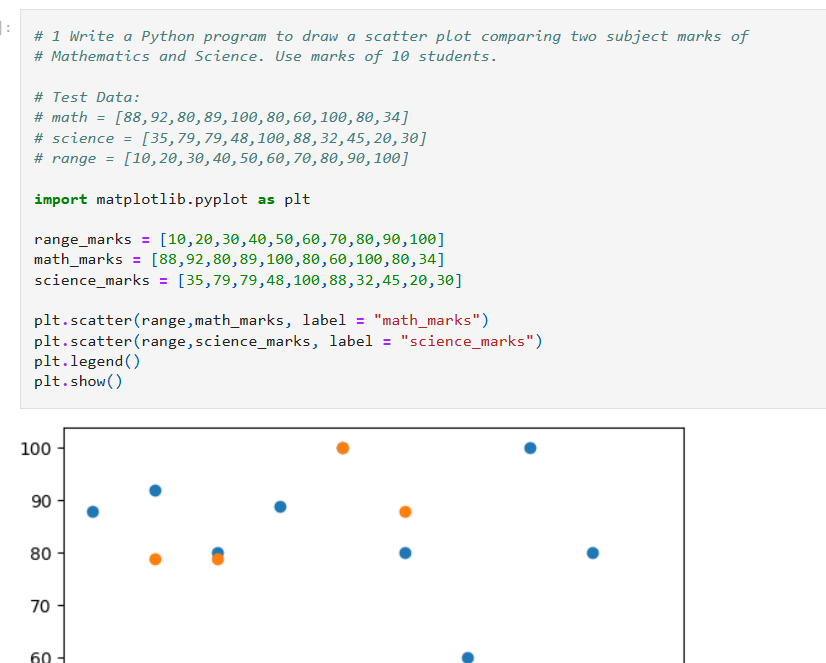 ]:
# 1 Write a Python program to draw a scatter plot comparing two subject marks of
# Mathematics and Science. Use marks of 10 students.
# Test Data:
# math = [88,92,80,89,100,80,60,100,80,34]
# science = [35,79,79,48,100,88,32,45,20,30]
# range = [10,20,30,40,50,60,70,80,90,100]
import matplotlib.pyplot as plt
range_marks = [10,20,30,40,50,60,70,80,90,100]
math_marks = [88,92,80,89,100,80,60,100,80,34]
science_marks = [35,79,79,48,100,88,32,45,20,30]
plt.scatter(range,math_marks, label = "math_marks")
plt.scatter(range,science_marks, label = "science_marks")
plt.legend()
plt.show()
100
90
80
70
60